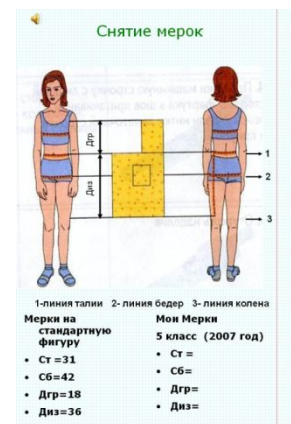 Снятие мерок
Дгр
Диз
1
2
3
1-линия талии 2- линия бедер 3- линия колена
Мерки на
стандартную
фигуру
• Ст =31
• Сб=42
• Дгр=18
• Диз=36
Мои Мерки
5 класс (2007 год)
• Ст =
• Сб=
• Дгр=
• Диз=